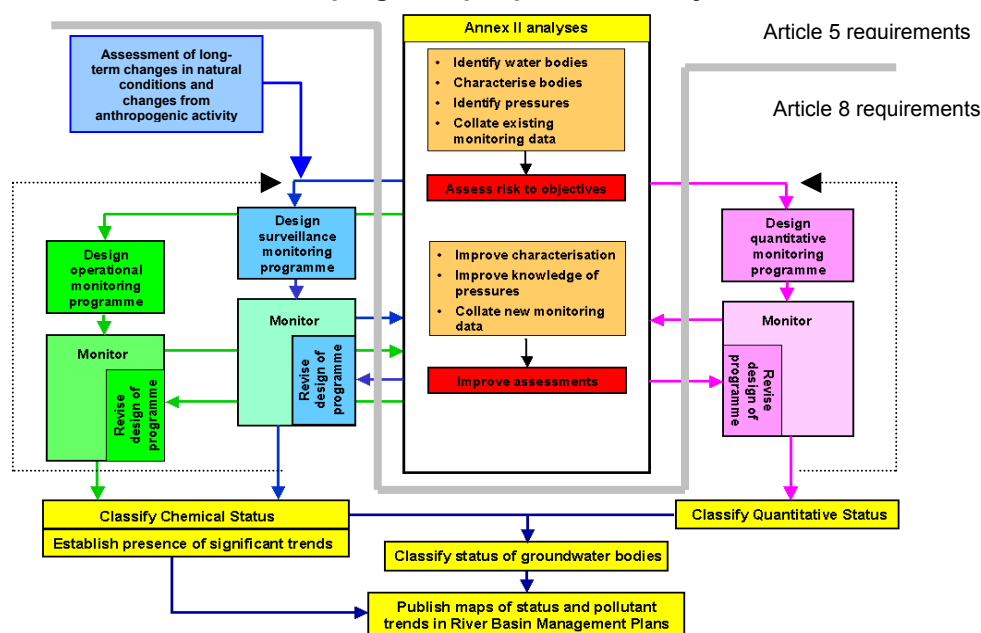 Annex II analyses
Article 5 requirements
Article 8 requirements
Assessment of long-
term changes in natural
conditions and
changes from
anthropogenic activity
• Identify water bodies
• Characterise bodies
• Identify pressures
• Collate existing
monitoring data
Assess risk to objectives
Design
operational
monitoring
programme
Design
surveillance
monitoring
programme
Design
quantitative
monitoring
programme
• Improve characterisation
• Improve knowledge of
pressures
• Collate new monitoring
data
Improve assessments
Monitor
Revise
design of
programme
Monitor
Revise
design of
programme
Monitor
Revise
design of
programme
Classify Chemical Status
Establish presence of significant trends
Classify Quantitative Status
Classify status of groundwater bodies
Publish maps of status and pollutant
trends in River Basin Management Plans